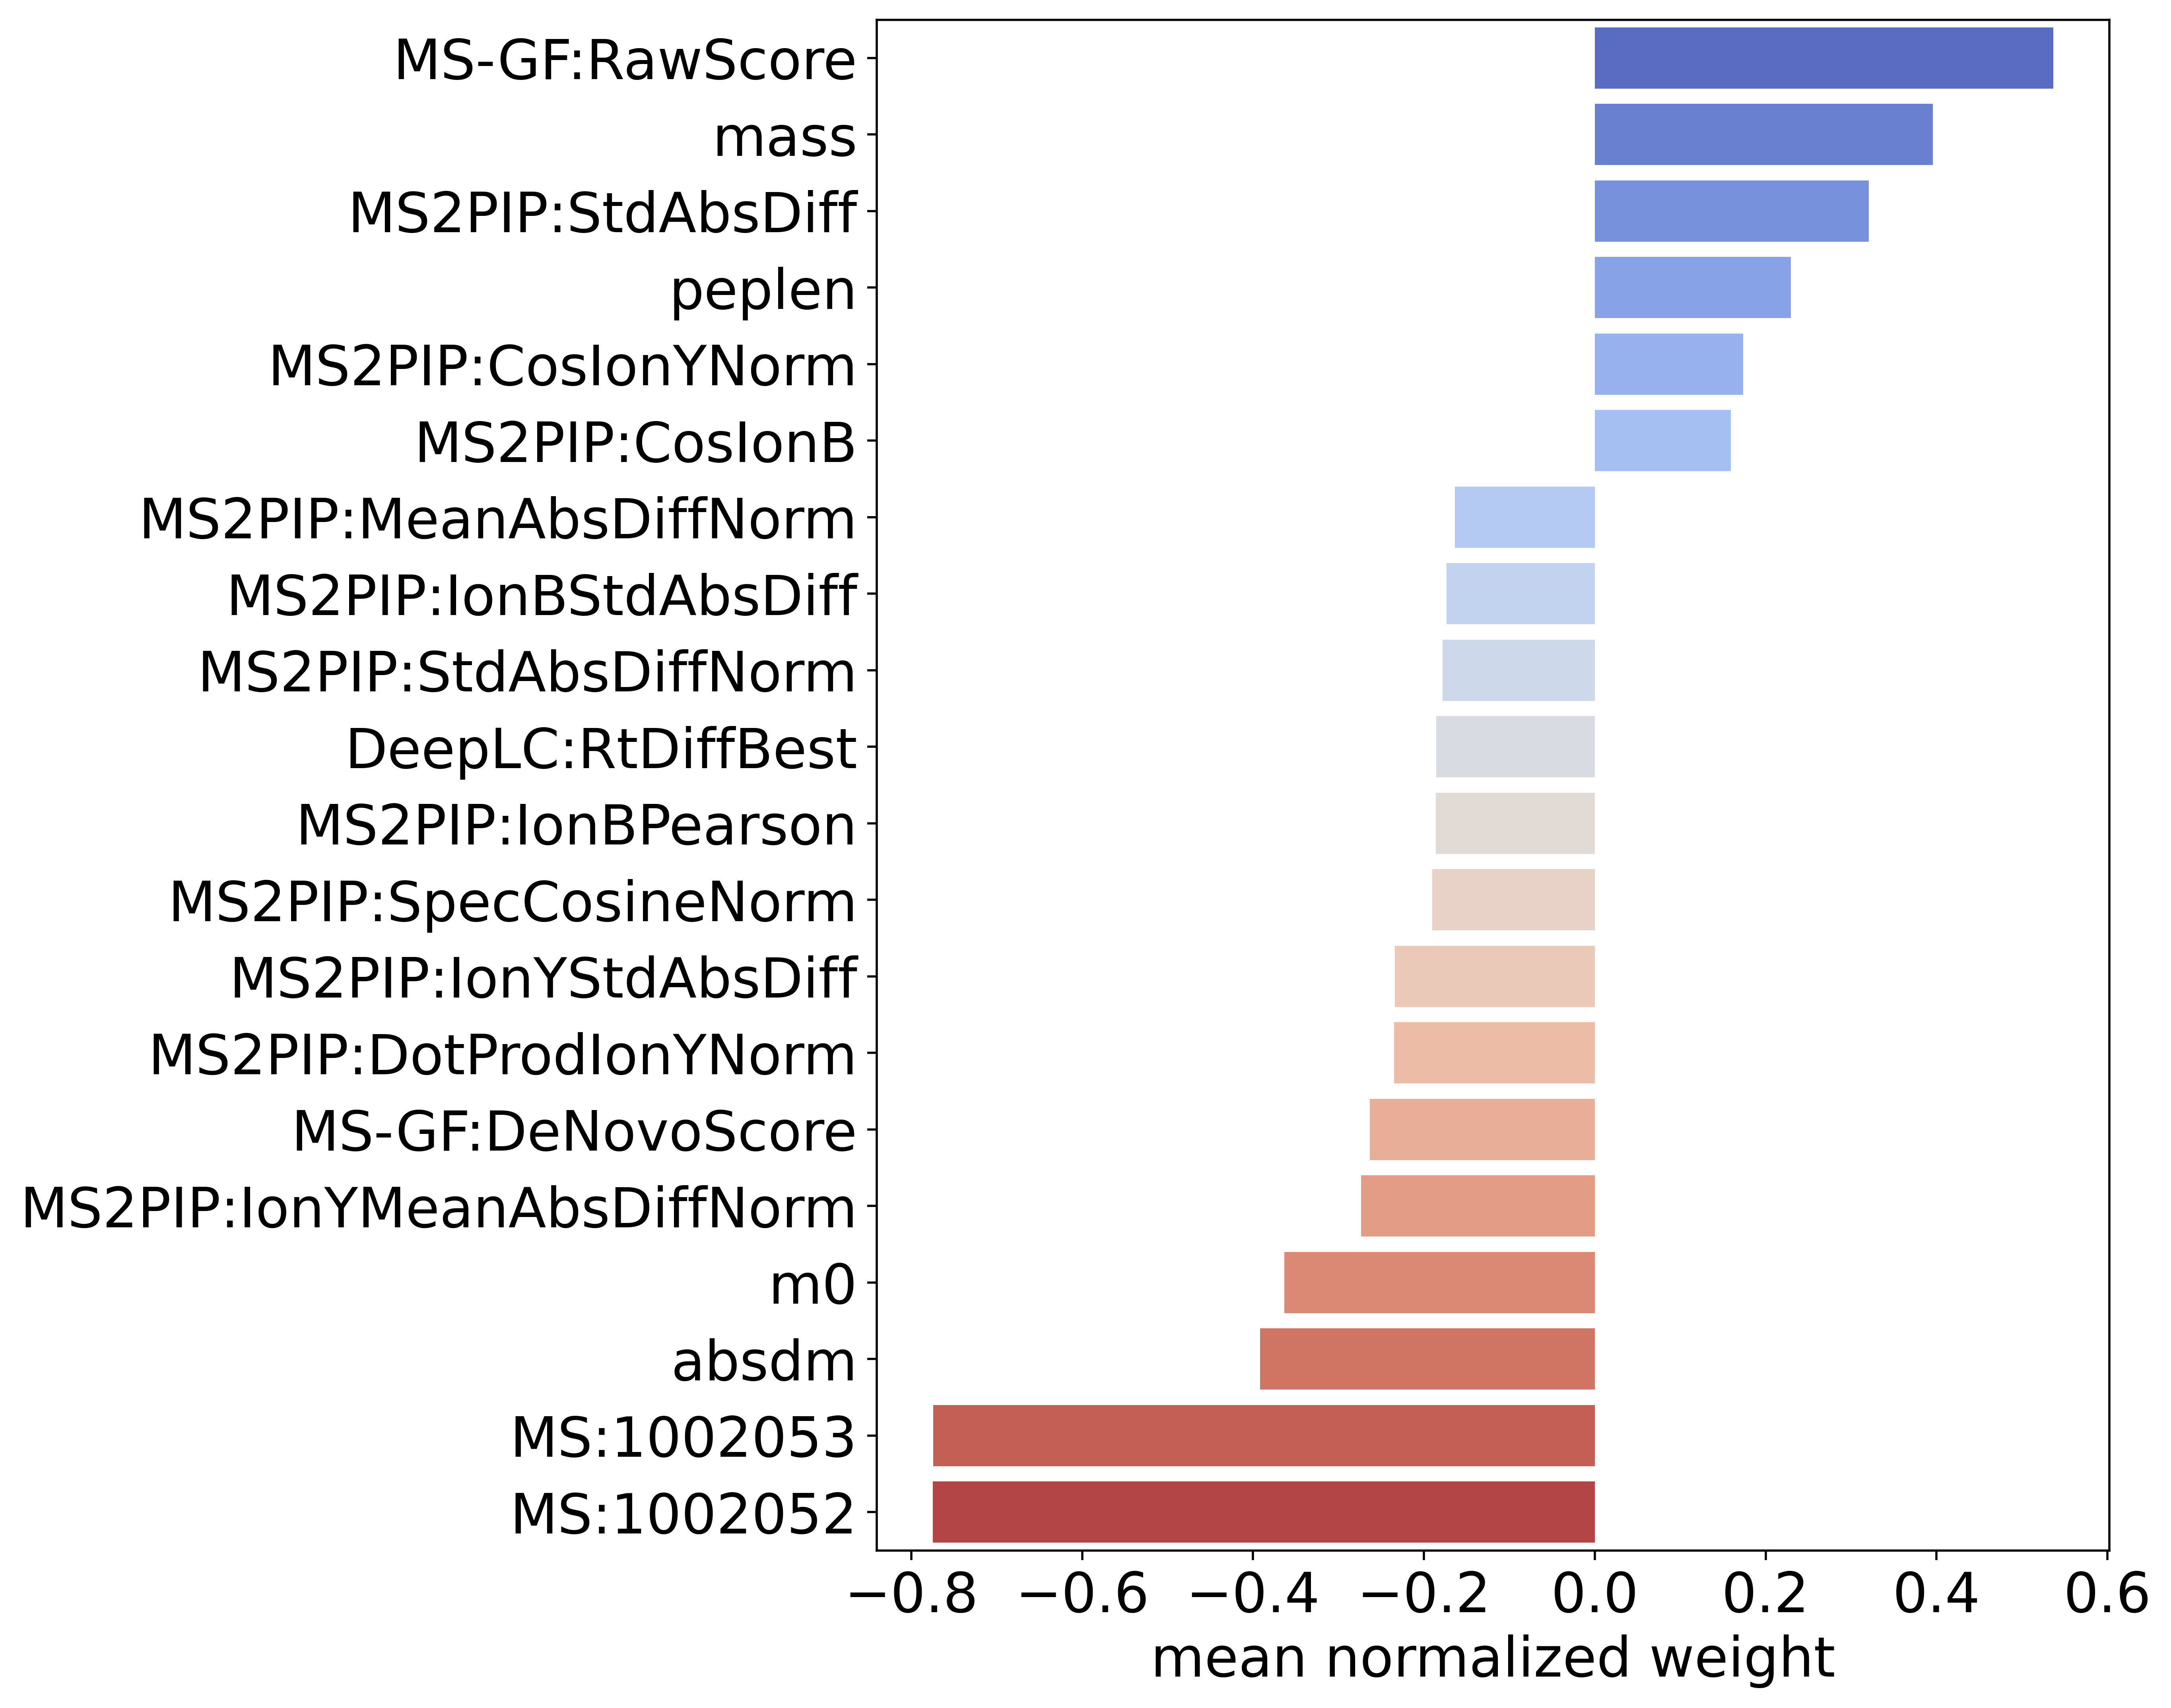 MS-GF:RawScore
mass
MS2PIP:StdAbsDiff
peplen
MS2PIP:CosIonYNorm
MS2PIP:CosIonB
MS2PIP:MeanAbsDiffNorm
MS2PIP:IonBStdAbsDiff
MS2PIP:StdAbsDiffNorm
DeepLC:RtDiffBest
MS2PIP:IonBPearson
MS2PIP:SpecCosineNorm
MS2PIP:IonYStdAbsDiff
MS2PIP:DotProdIonYNorm
MS-GF:DeNovoScore
MS2PIP:IonYMeanAbsDiffNorm
m0
absdm
MS:1002053
MS:1002052
−0.8 −0.6 −0.4 −0.2 0.0 0.2 0.4 0.6
mean normalized weight